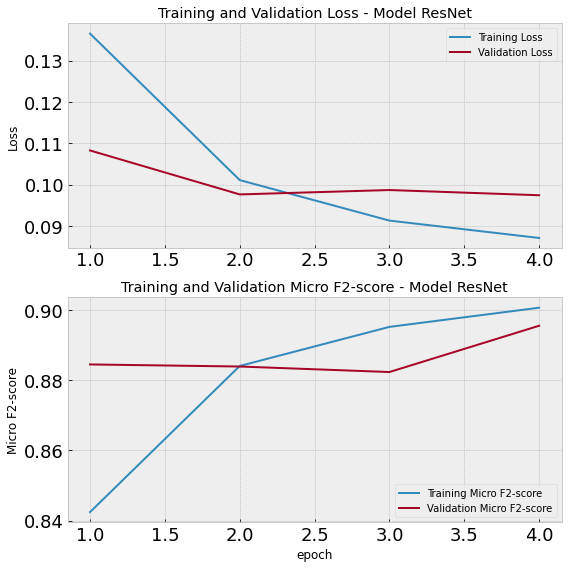 Training and Validation Loss - Model ResNet
Training Loss
Validation Loss
Loss
0.13
0.12
0.11
0.10
0.09
1.0 1.5 2.0 2.5 3.0 3.5 4.0
Training and Validation Micro F2-score - Model ResNet
Micro F2-score
0.90
0.88
0.86
0.84
Training Micro F2-score
Validation Micro F2-score
1.0 1.5 2.0 2.5 3.0 3.5 4.0
epoch